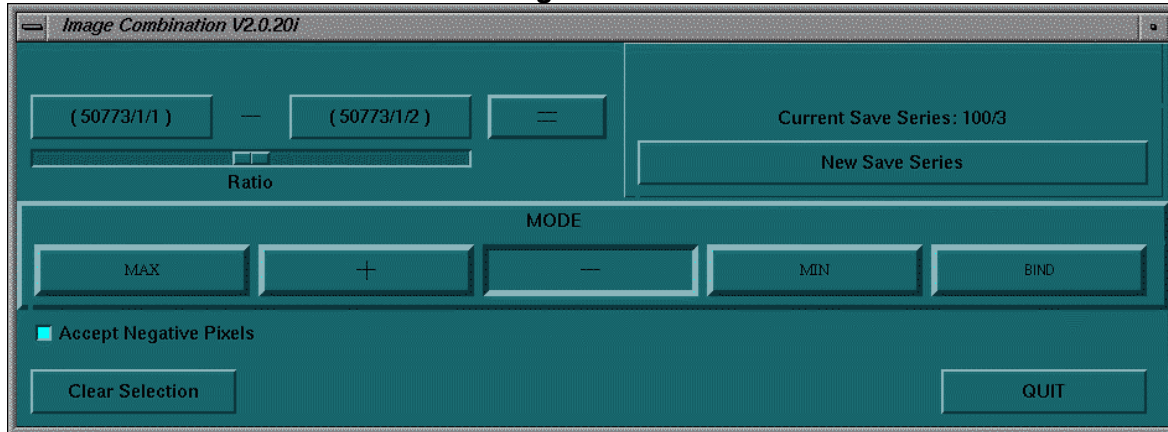 Image Combination V2.0.20i
( 50773/1/1 ) — ( 50773/1/2 ) =
Ratio
Current Save Series: 100/3
New Save Series
MODE
MAX + — MIN BIND
Accept Negative Pixels
Clear Selection QUIT